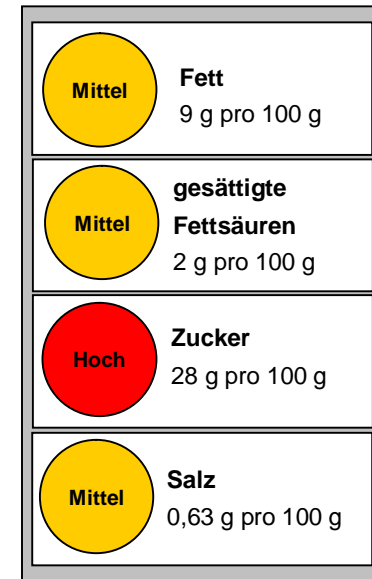 Mittel
Fett
9 g pro 100 g
Mittel
gesättigte
Fettsäuren
2 g pro 100 g
Hoch
Zucker
28 g pro 100 g
Mittel
Salz
0,63 g pro 100 g